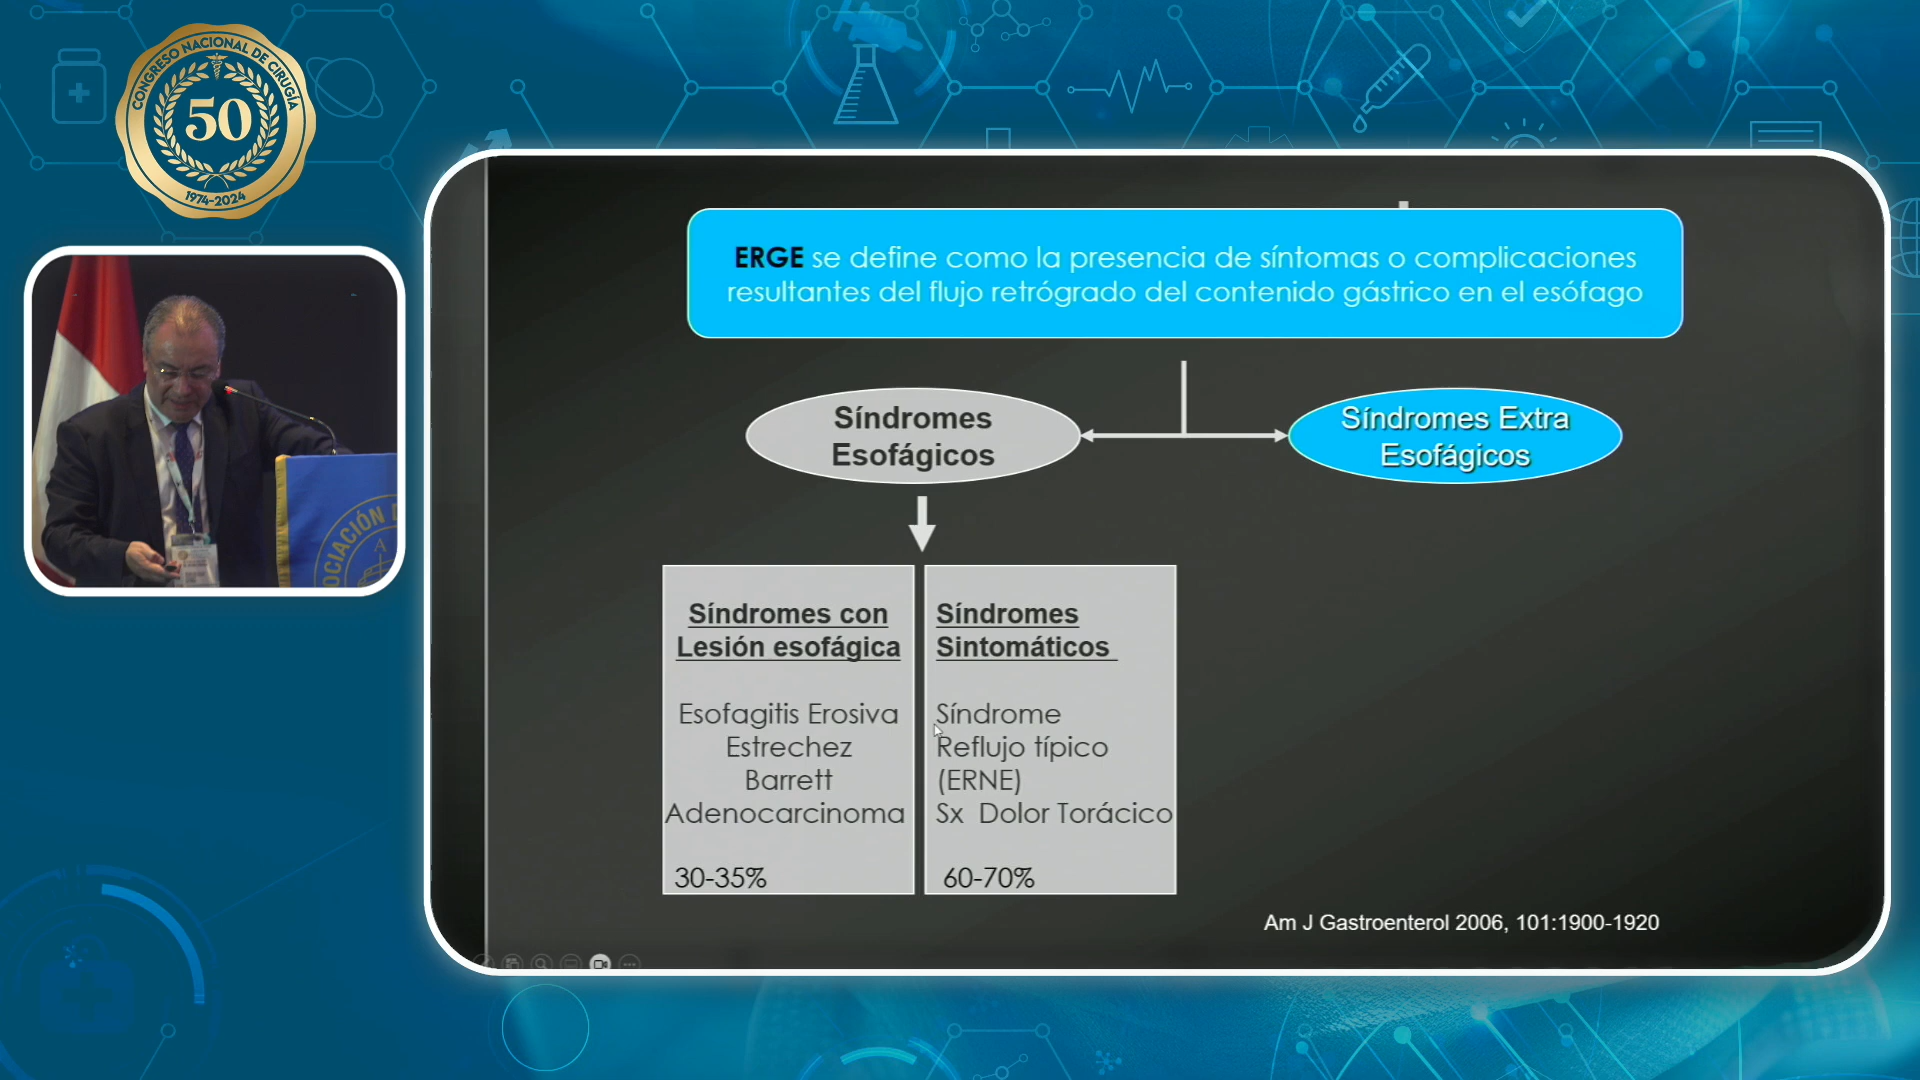 CONGRESO NACIONAL DE CIRUGÍA
50
1974-2024
ERGE se define como la presencia de síntomas o complicaciones
resultantes del flujo retrógrado del contenido gástrico en el esófago
Síndromes
Esofágicos
Síndromes Extra
Esofágicos
Síndromes con
Lesión esofágica
Esofagitis Erosiva
Estrechez
Barrett
Adenocarcinoma
30-35%
Síndromes
Sintomáticos
Síndrome
Reflujo típico
(ERNE)
Sx Dolor Torácico
60-70%
Am J Gastroenterol 2006, 101:1900-1920